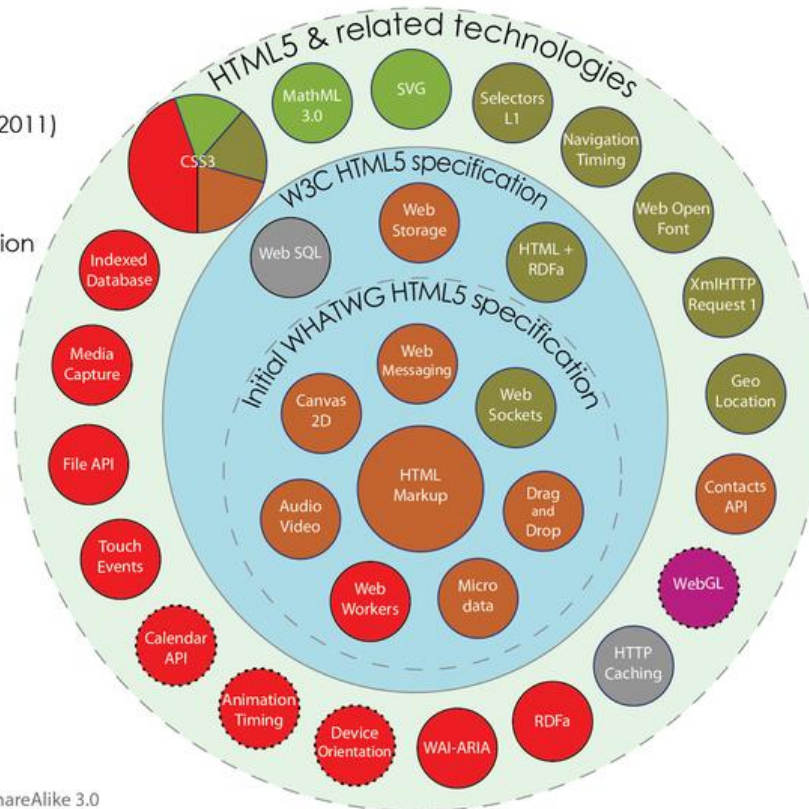 HTML5 & related technologies
2011)
ion
CSS3
MathML
3.0
SVG
Selectors
L1
Navigation
Timing
Web Open
Font
XmlHTTP
Request 1
Geo
Location
Contacts
API
WebGL
HTTP
Caching
RDFa
WAI-ARIA
Device
Orientation
Animation
Timing
Calendar
API
Touch
Events
File API
Media
Capture
Indexed
Database
W3C HTML5 specification
Web SQL
Web
Storage
HTML +
RDFa
Initial WHATWG HTML5 specification
Web
Messaging
Canvas
2D
Web
Sockets
HTML
Markup
Audio
Video
Drag
and
Drop
Web
Workers
Micro
data
hareAlike 3.0